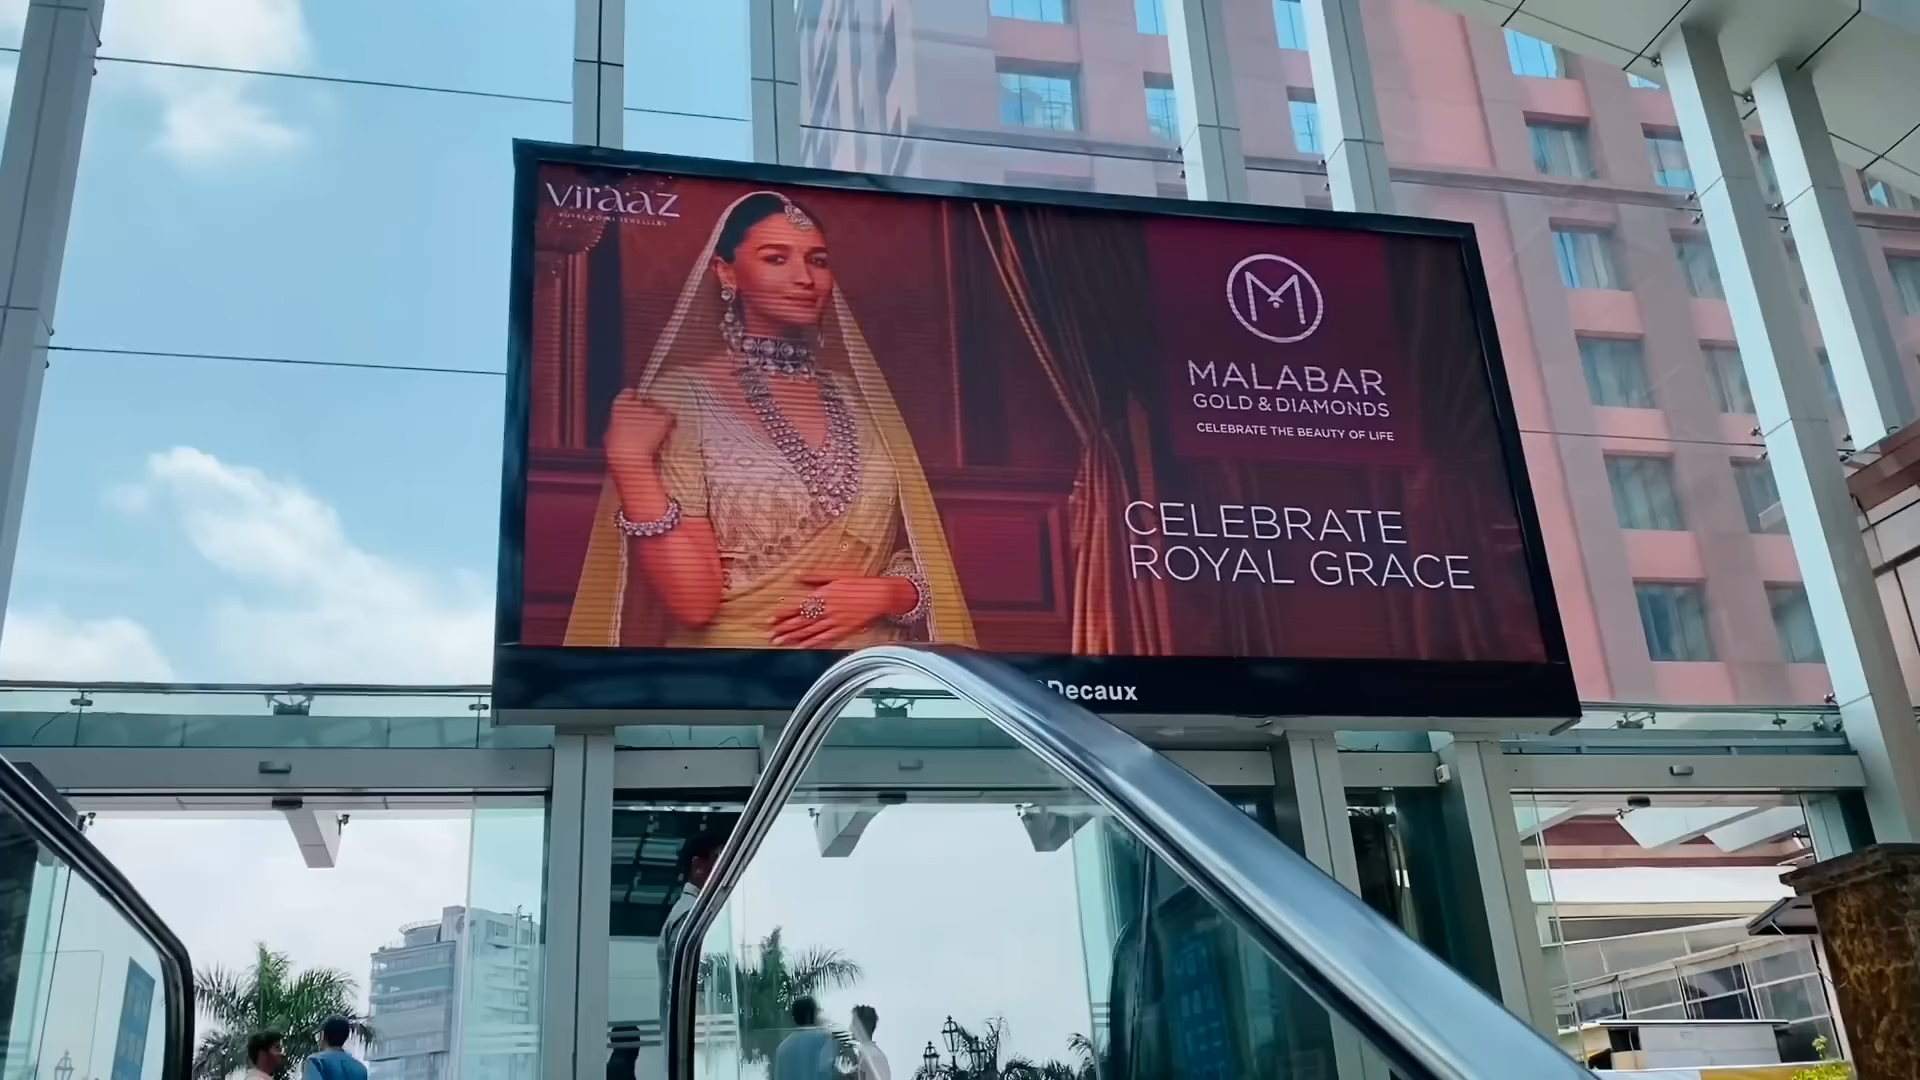 Viraaz
MALABAR
GOLD & DIAMONDS
CELEBRATE THE BEAUTY OF LIFE
CELEBRATE
ROYAL GRACE
Decaux